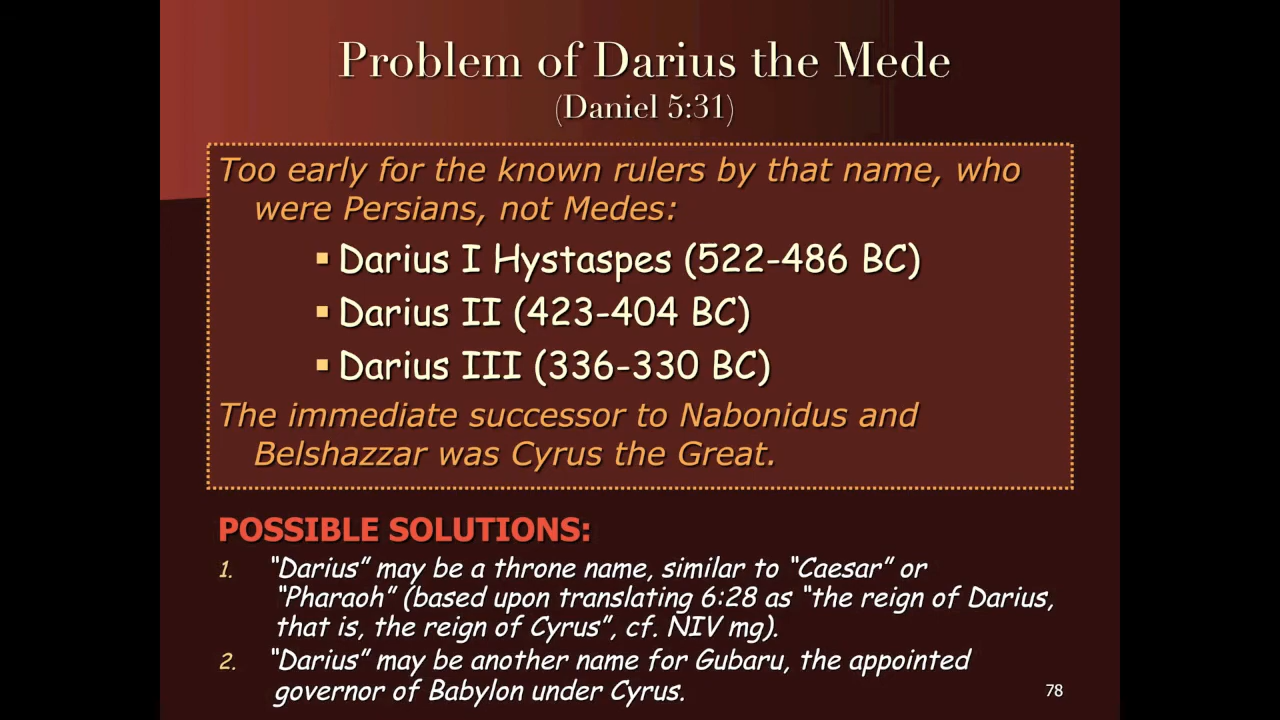 Problem of Darius the Mede
(Daniel 5:31)
Too early for the known rulers by that name, who
were Persians, not Medes:
▪ Darius I Hystaspes (522-486 BC)
▪ Darius II (423-404 BC)
▪ Darius III (336-330 BC)
The immediate successor to Nabonidus and
Belshazzar was Cyrus the Great.
POSSIBLE SOLUTIONS:
1. “Darius” may be a throne name, similar to “Caesar” or
“Pharaoh” (based upon translating 6:28 as “the reign of Darius,
that is, the reign of Cyrus”, cf. NIV mg).
2. “Darius” may be another name for Gubaru, the appointed
governor of Babylon under Cyrus.
78